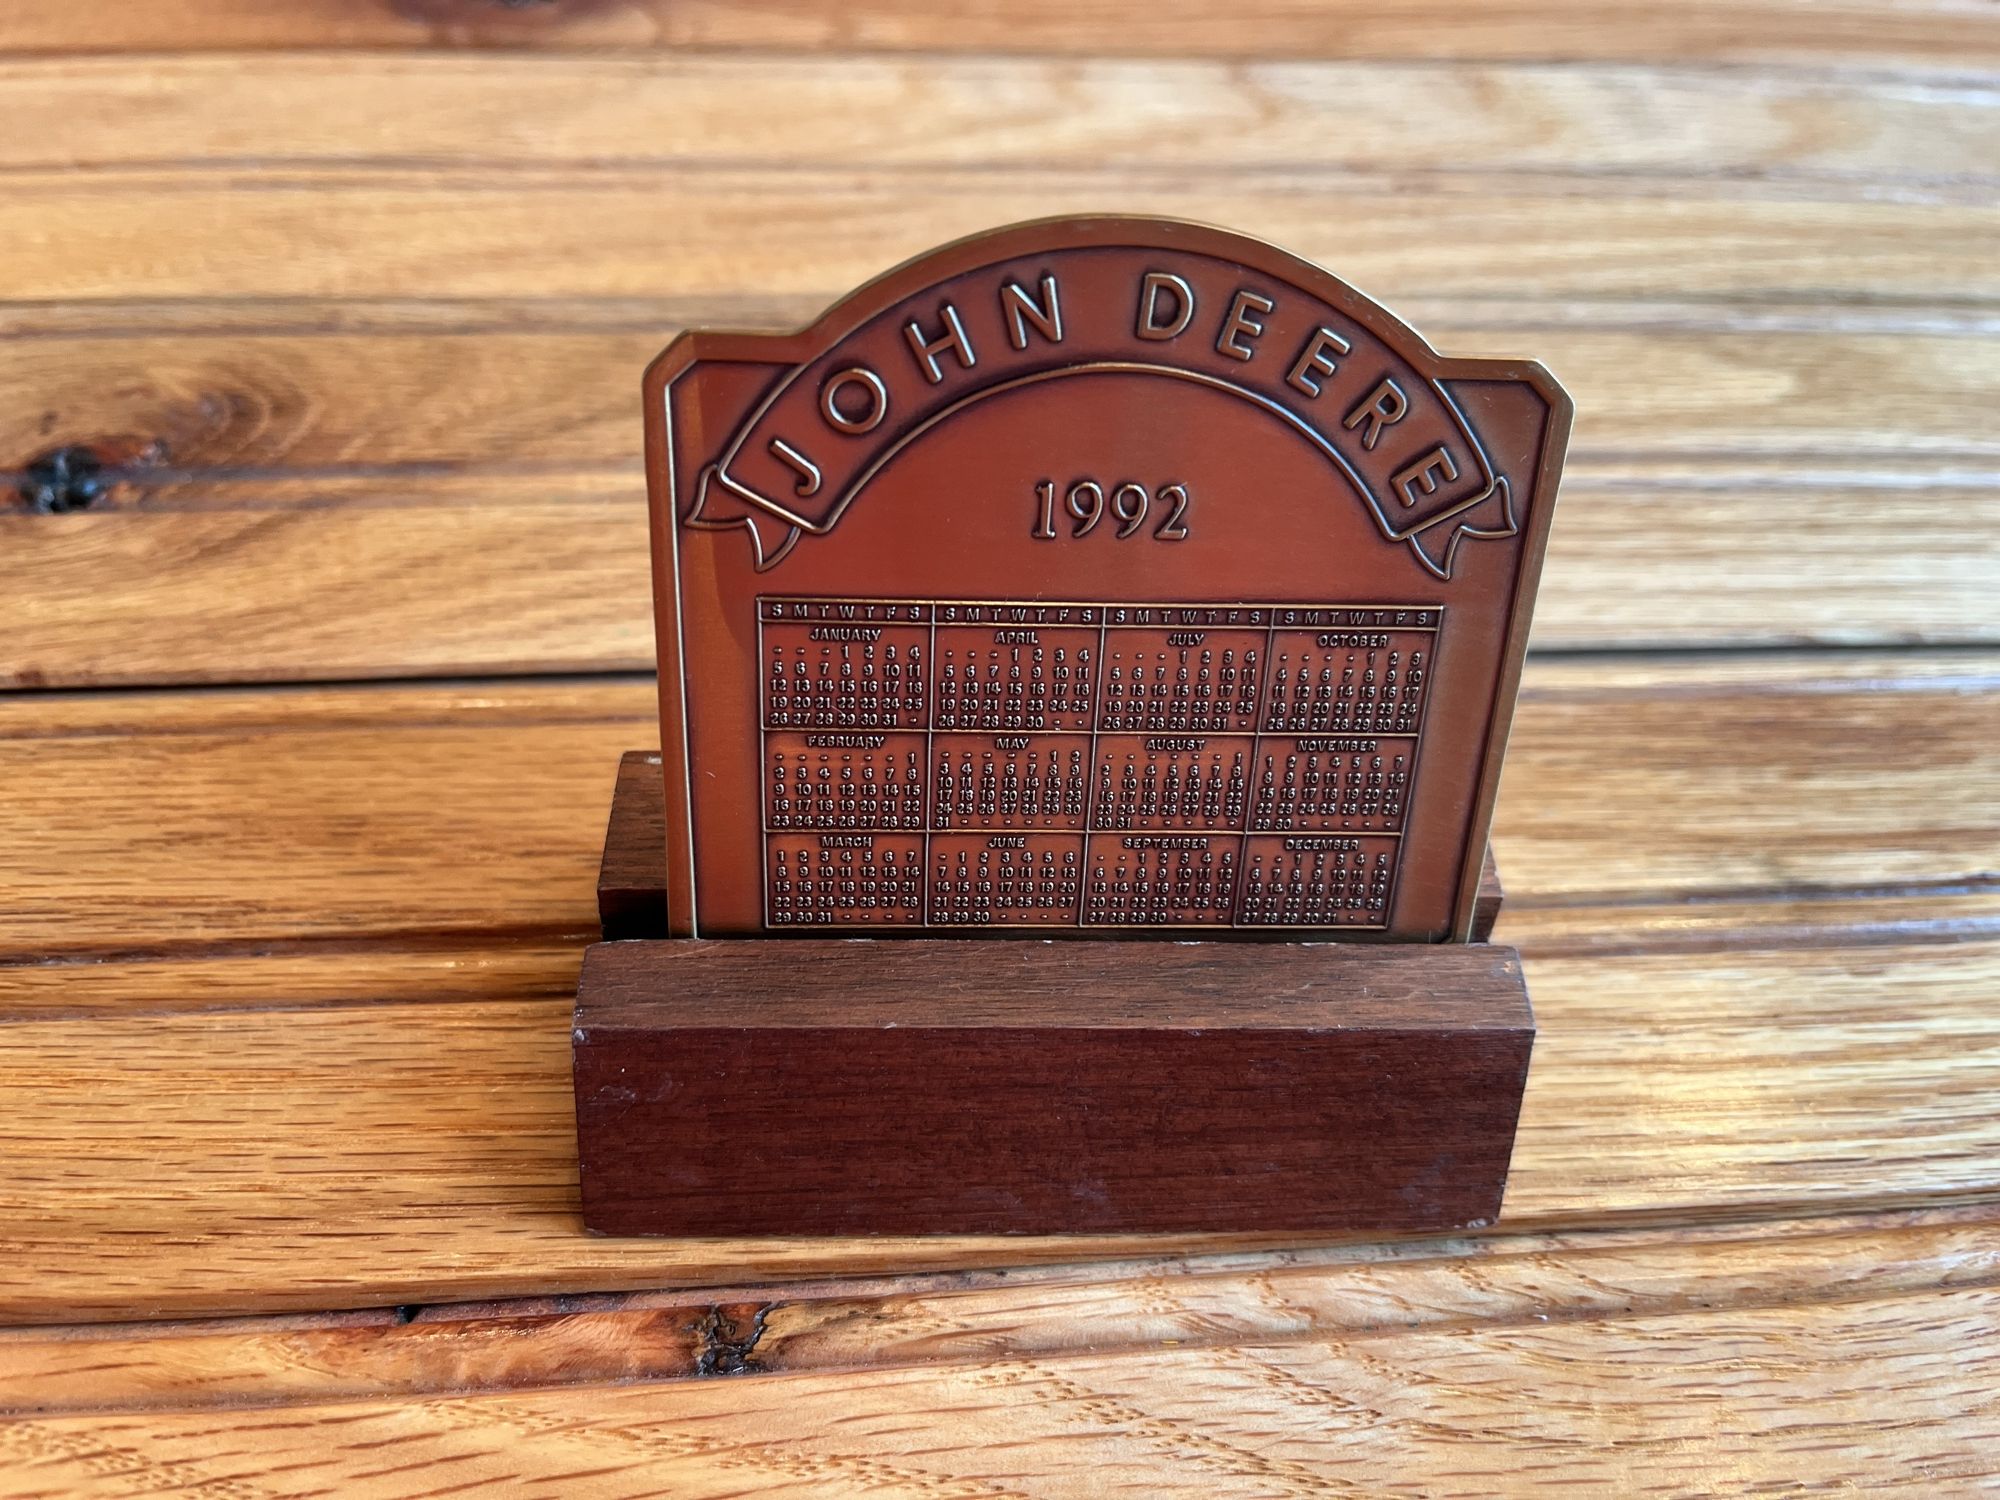 JOHN DEERE
1992
S M T W T F S S M T W T F S S M T W T F S S M T W T F S
JANUARY APRIL JULY OCTOBER
- - - 1 2 3 4 - - - 1 2 3 4 - - - 1 2 3 4 - - - - 1 2 3
5 6 7 8 9 10 11 5 6 7 8 9 10 11 5 6 7 8 9 10 11 4 5 6 7 8 9 10
12 13 14 15 16 17 18 12 13 14 15 16 17 18 12 13 14 15 16 17 18 11 12 13 14 15 16 17
19 20 21 22 23 24 25 19 20 21 22 23 24 25 19 20 21 22 23 24 25 18 19 20 21 22 23 24
26 27 28 29 30 31 - 26 27 28 29 30 - - 26 27 28 29 30 31 - 25 26 27 28 29 30 31
FEBRUARY MAY AUGUST NOVEMBER
- - - - - - 1 - - - - - 1 2 - - - - - - 1 1 2 3 4 5 6 7
2 3 4 5 6 7 8 3 4 5 6 7 8 9 2 3 4 5 6 7 8 8 9 10 11 12 13 14
9 10 11 12 13 14 15 10 11 12 13 14 15 16 9 10 11 12 13 14 15 15 16 17 18 19 20 21
16 17 18 19 20 21 22 17 18 19 20 21 22 23 16 17 18 19 20 21 22 22 23 24 25 26 27 28
23 24 25 26 27 28 29 24 25 26 27 28 29 30 23 24 25 26 27 28 29 29 30 - - - - -
31 - - - - - - 30 31 - - - - -
MARCH JUNE SEPTEMBER DECEMBER
1 2 3 4 5 6 7 - 1 2 3 4 5 6 - - 1 2 3 4 5 - - 1 2 3 4 5
8 9 10 11 12 13 14 7 8 9 10 11 12 13 6 7 8 9 10 11 12 6 7 8 9 10 11 12
15 16 17 18 19 20 21 14 15 16 17 18 19 20 13 14 15 16 17 18 19 13 14 15 16 17 18 19
22 23 24 25 26 27 28 21 22 23 24 25 26 27 20 21 22 23 24 25 26 20 21 22 23 24 25 26
29 30 31 - - - - 28 29 30 - - - - 27 28 29 30 - - - 27 28 29 30 31 - -